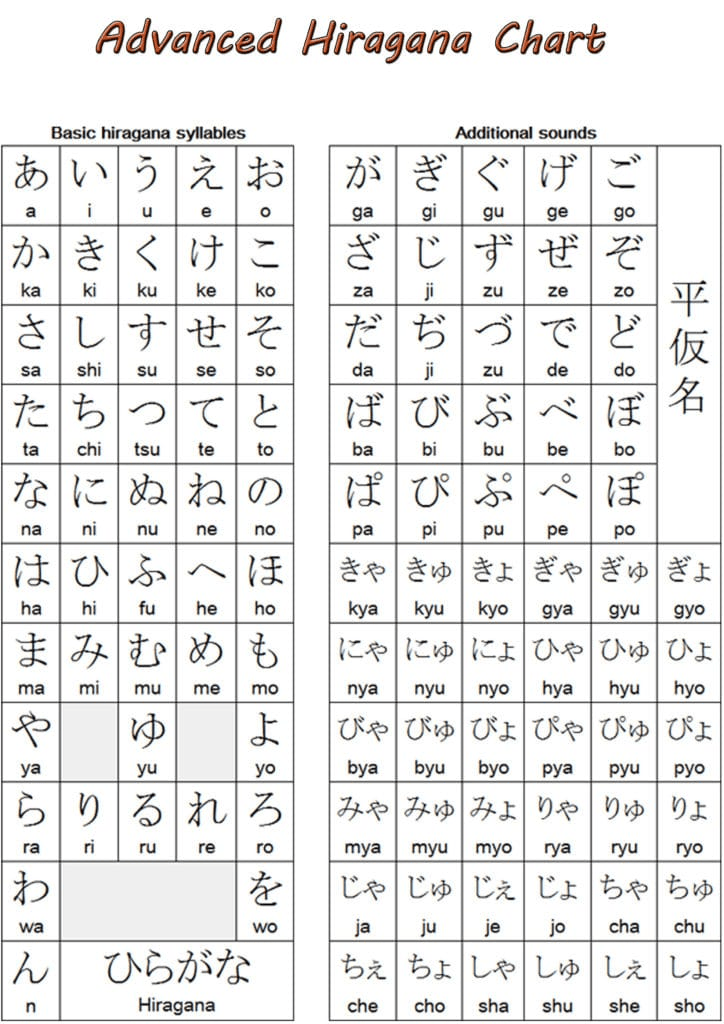 Advanced Hiragana Chart
Basic hiragana syllables
あ い う え お
a i u e o
か き く け こ
ka ki ku ke ko
さ し す せ そ
sa shi su se so
た ち つ て と
ta chi tsu te to
な に ぬ ね の
na ni nu ne no
は ひ ふ へ ほ
ha hi fu he ho
ま み む め も
ma mi mu me mo
や ゆ よ
ya yu yo
ら り る れ ろ
ra ri ru re ro
わ を
wa wo
ん ひらがな
n Hiragana
Additional sounds
が ぎ ぐ げ ご
ga gi gu ge go
ざ じ ず ぜ ぞ
za ji zu ze zo
だ ぢ づ で ど
da ji zu de do
ば び ぶ べ ぼ
ba bi bu be bo
ぱ ぴ ぷ ぺ ぽ
pa pi pu pe po
平仮名
きゃ きゅ きょ ぎゃ ぎゅ ぎょ
kya kyu kyo gya gyu gyo
にゃ にゅ にょ ひゃ ひゅ ひょ
nya nyu nyo hya hyu hyo
びゃ びゅ びょ ぴゃ ぴゅ ぴょ
bya byu byo pya pyu pyo
みゃ みゅ みょ りゃ りゅ りょ
mya myu myo rya ryu ryo
じゃ じゅ じぇ じょ ちゃ ちゅ
ja ju je jo cha chu
ちぇ ちょ しゃ しゅ しぇ しょ
che cho sha shu she sho